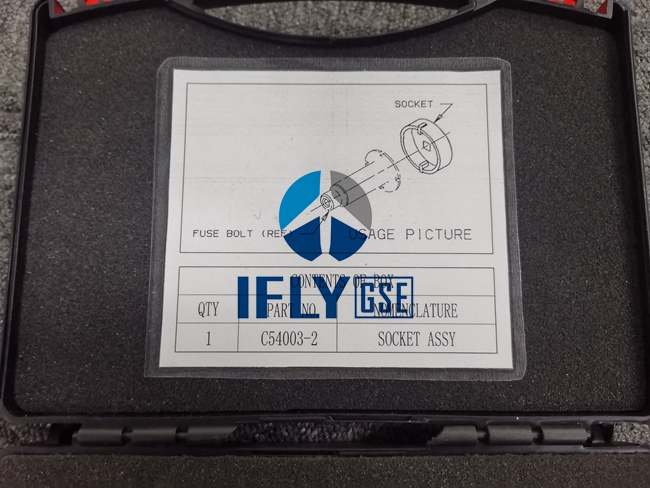 SOCKET
FUSE BOLT (REF)
USAGE PICTURE
CONTENTS OF BOX
IFLY GSE
QTY PART NO. NOMENCLATURE
1 C54003-2 SOCKET ASSY